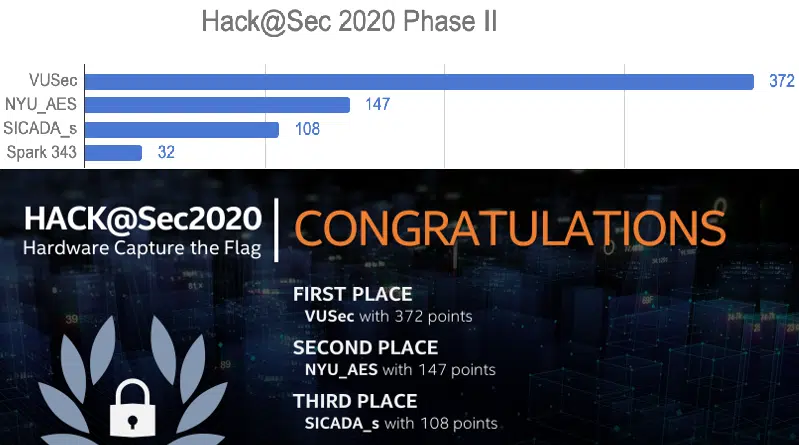 Hack@Sec 2020 Phase II
VUSec 372
NYU_AES 147
SICADA_s 108
Spark 343 32
HACK@Sec2020
Hardware Capture the Flag
CONGRATULATIONS
FIRST PLACE
VUSec with 372 points
SECOND PLACE
NYU_AES with 147 points
THIRD PLACE
SICADA_s with 108 points